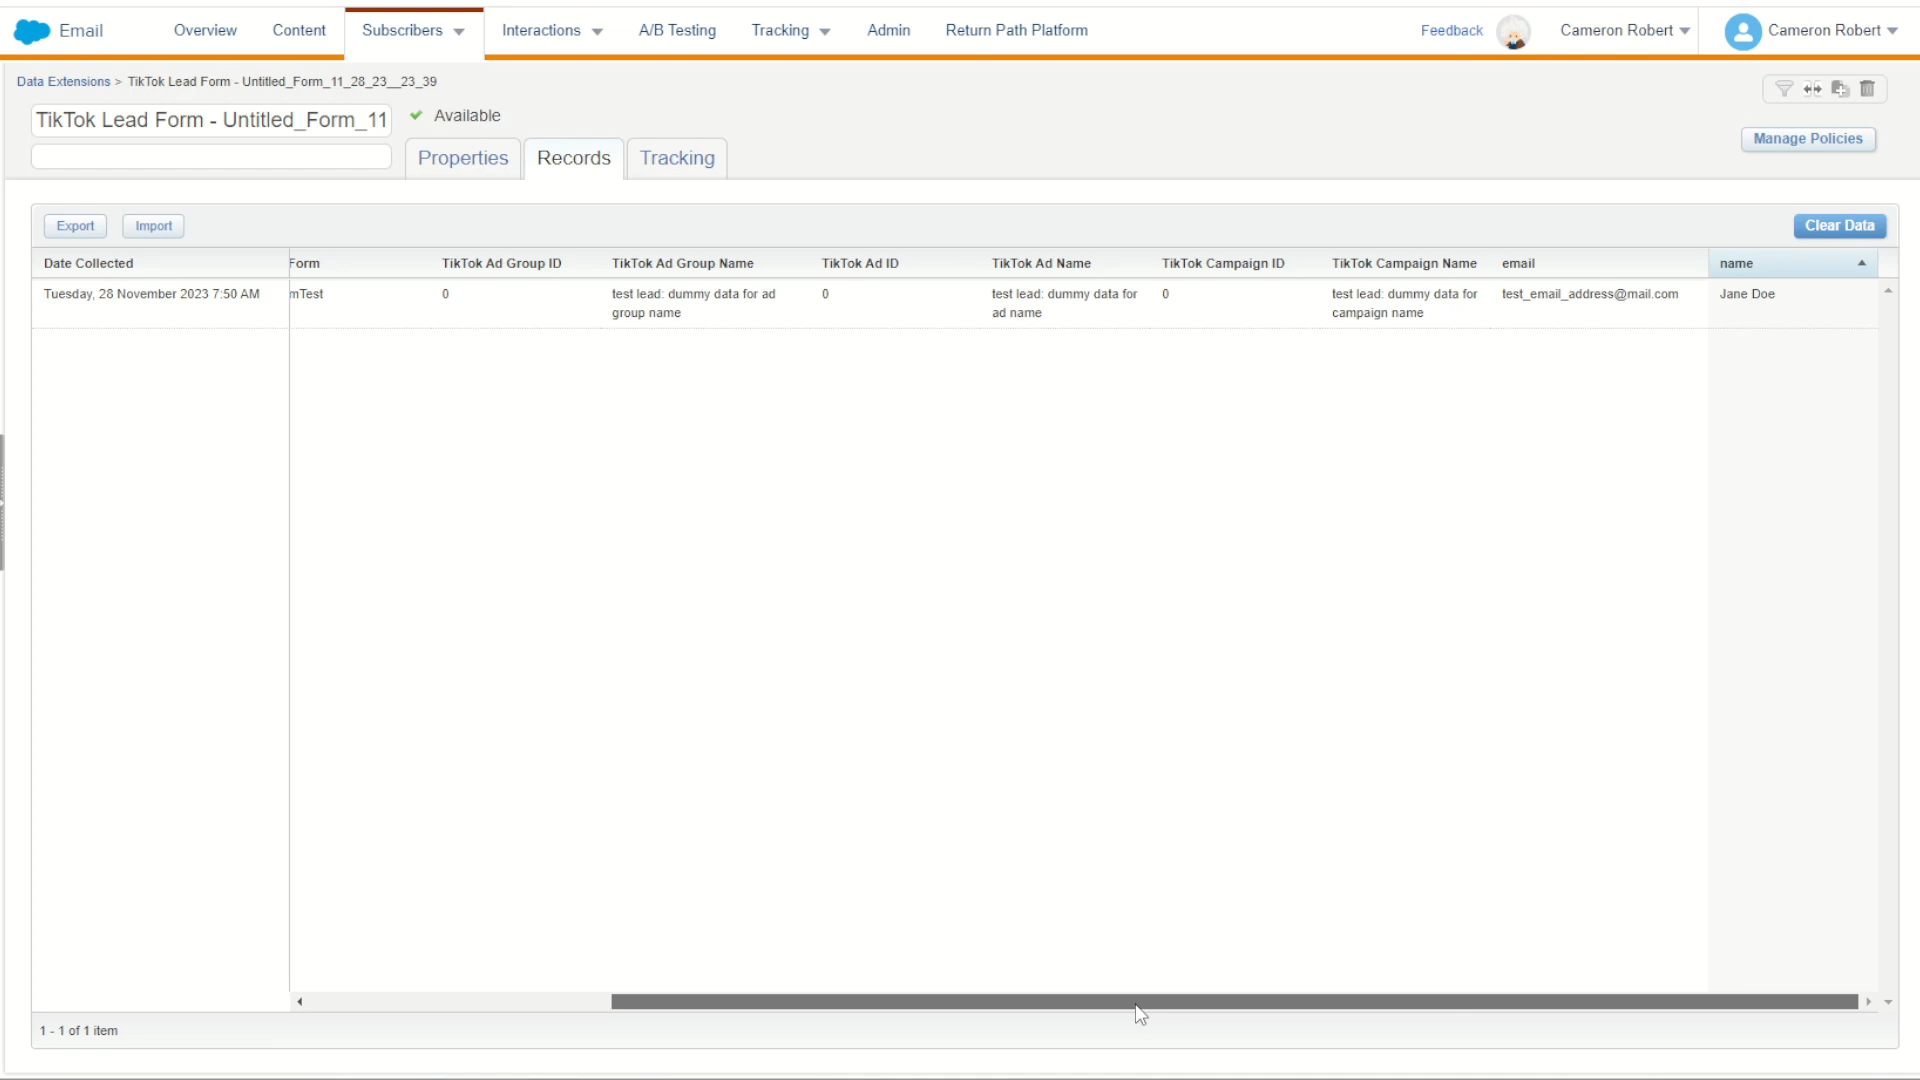 Email Overview Content Subscribers Interactions A/B Testing Tracking Admin Return Path Platform Feedback Cameron Robert Cameron Robert
Data Extensions > TikTok Lead Form - Untitled_Form_11_28_23__23_39
TikTok Lead Form - Untitled_Form_11 Available
Manage Policies
Properties Records Tracking
Export Import Clear Data
Date Collected Form TikTok Ad Group ID TikTok Ad Group Name TikTok Ad ID TikTok Ad Name TikTok Campaign ID TikTok Campaign Name email name
Tuesday, 28 November 2023 7:50 AM mTest 0 test lead: dummy data for ad 0 test lead: dummy data for 0 test lead: dummy data for test_email_address@mail.com Jane Doe
group name ad name campaign name
1 - 1 of 1 item